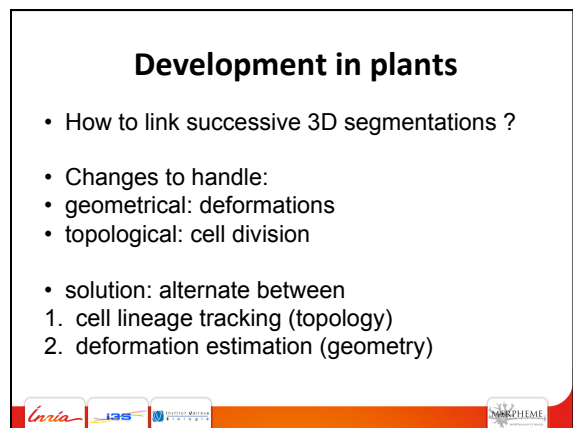 Development in plants
• How to link successive 3D segmentations ?
• Changes to handle:
• geometrical: deformations
• topological: cell division
• solution: alternate between
1. cell lineage tracking (topology)
2. deformation estimation (geometry)
Inria i3S
MORPHEME